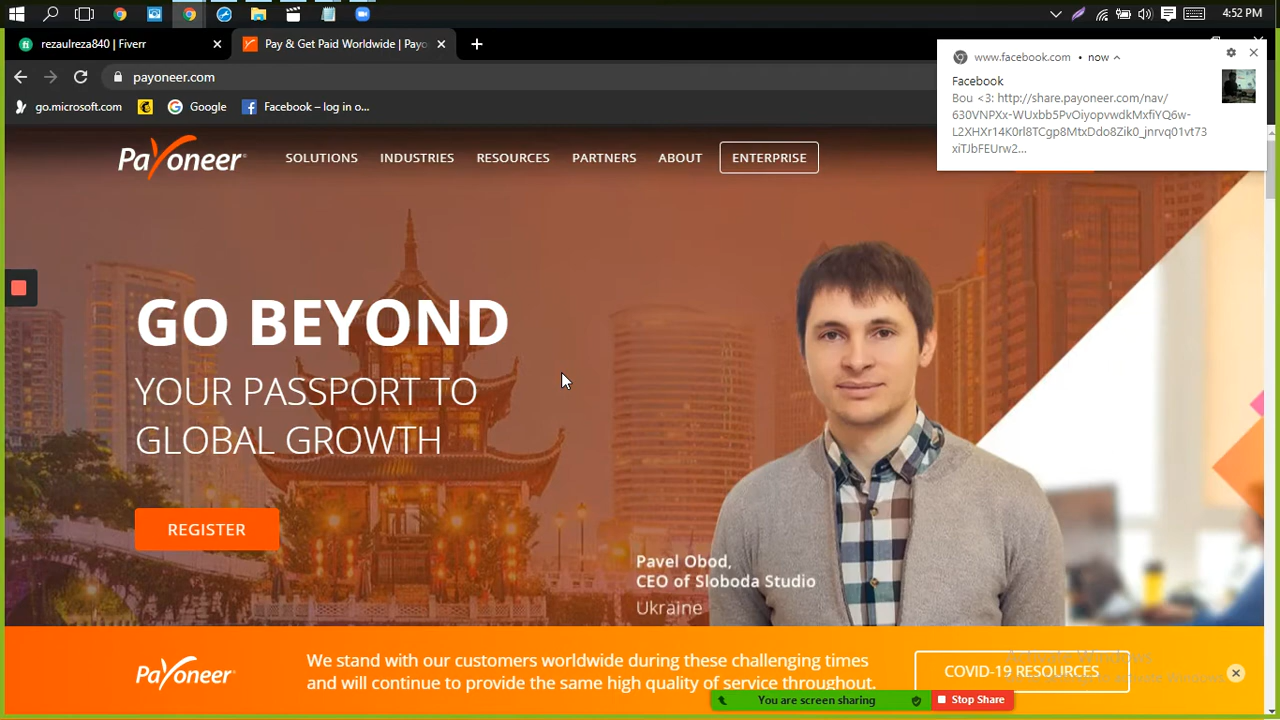 4:52 PM
rezaulreza840 | Fiverr
Pay & Get Paid Worldwide | Payo
payoneer.com
go.microsoft.com
Google
Facebook – log in o...
www.facebook.com • now
Facebook
Bou <3: http://share.payoneer.com/nav/
630VNPXx-WUxbb5PvOiyopvwdkMxfiYQ6w-
L2XHXr14K0rl8TCgp8MtxDdo8Zik0_jnrvq01vt73
xiTJbFEUrw2...
Payoneer
SOLUTIONS
INDUSTRIES
RESOURCES
PARTNERS
ABOUT
ENTERPRISE
GO BEYOND
YOUR PASSPORT TO
GLOBAL GROWTH
REGISTER
Pavel Obod,
CEO of Sloboda Studio
Ukraine
Payoneer
We stand with our customers worldwide during these challenging times
and will continue to provide the same high quality of service throughout.
COVID-19 RESOURCES
You are screen sharing
Stop Share